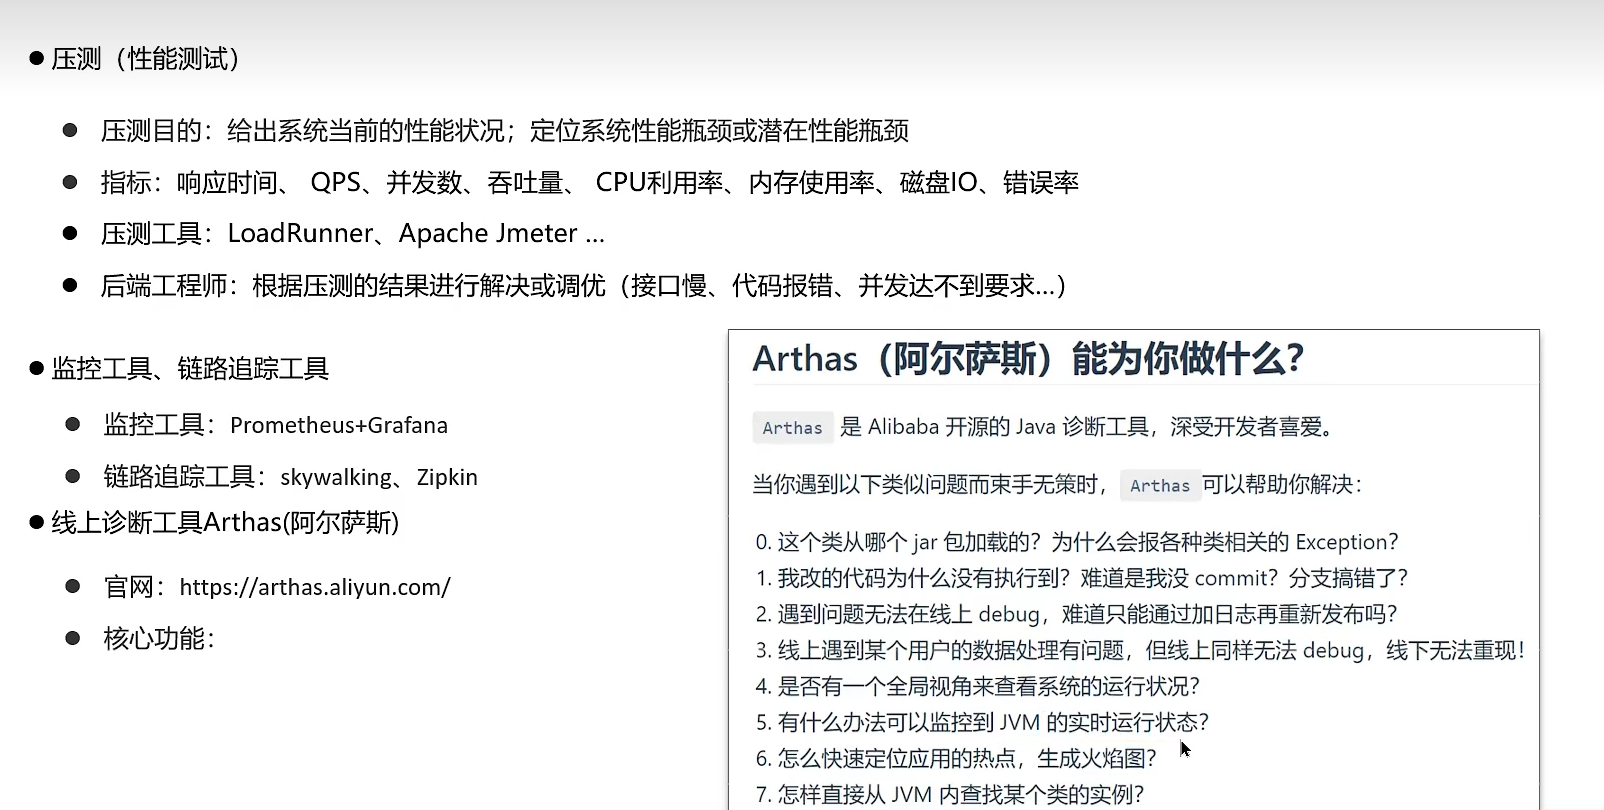 ● 压测（性能测试）
● 压测目的：给出系统当前的性能状况；定位系统性能瓶颈或潜在性能瓶颈
● 指标：响应时间、 QPS、并发数、吞吐量、 CPU利用率、内存使用率、磁盘IO、错误率
● 压测工具：LoadRunner、Apache Jmeter ...
● 后端工程师：根据压测的结果进行解决或调优（接口慢、代码报错、并发达不到要求...）
● 监控工具、链路追踪工具
● 监控工具：Prometheus+Grafana
● 链路追踪工具：skywalking、Zipkin
● 线上诊断工具Arthas(阿尔萨斯)
● 官网：https://arthas.aliyun.com/
● 核心功能：
Arthas（阿尔萨斯）能为你做什么？
Arthas 是 Alibaba 开源的 Java 诊断工具，深受开发者喜爱。
当你遇到以下类似问题而束手无策时， Arthas 可以帮助你解决：
0. 这个类从哪个 jar 包加载的？为什么会报各种类相关的 Exception？
1. 我改的代码为什么没有执行到？难道是我没 commit？分支搞错了？
2. 遇到问题无法在线上 debug，难道只能通过加日志再重新发布吗？
3. 线上遇到某个用户的数据处理有问题，但线上同样无法 debug，线下无法重现！
4. 是否有一个全局视角来查看系统的运行状况？
5. 有什么办法可以监控到 JVM 的实时运行状态？
6. 怎么快速定位应用的热点，生成火焰图？
7. 怎样直接从 JVM 内查找某个类的实例？